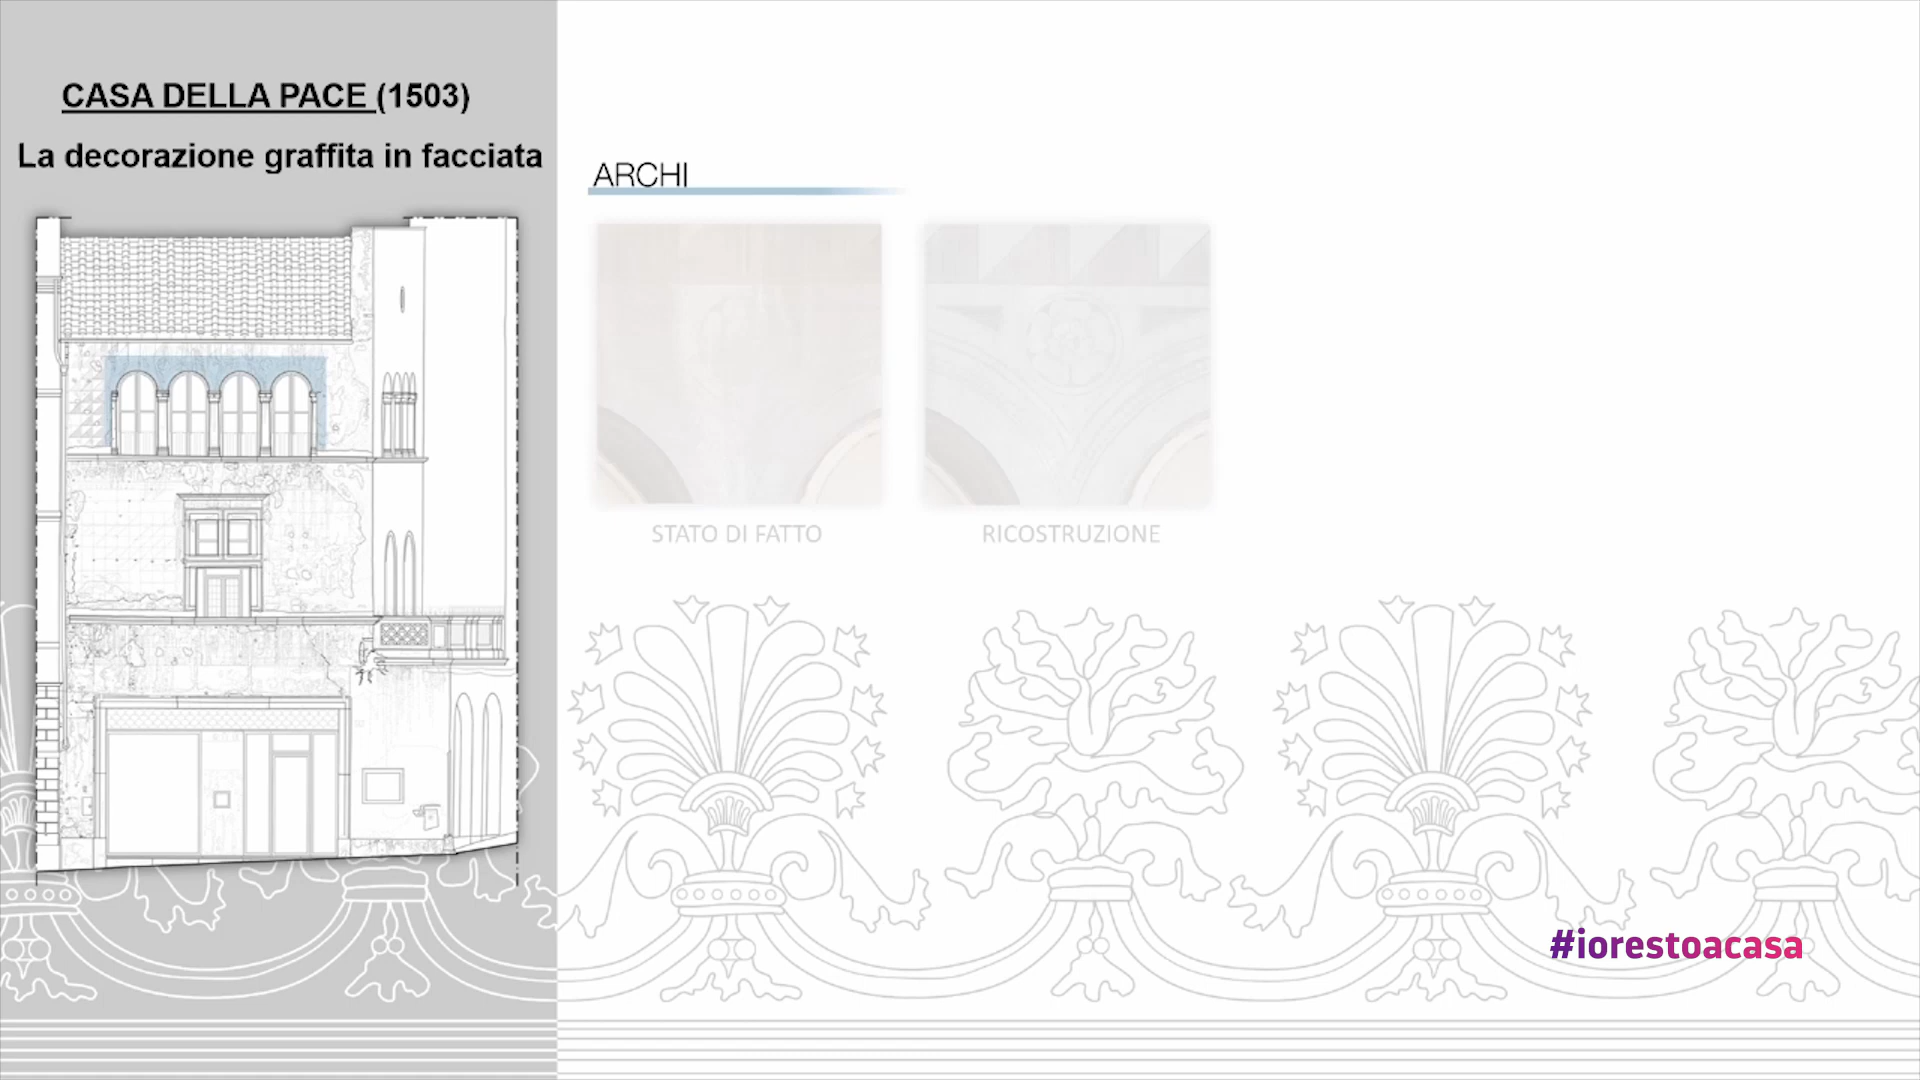 CASA DELLA PACE (1503)
La decorazione graffita in facciata
ARCHI
STATO DI FATTO
RICOSTRUZIONE
#iorestoacasa